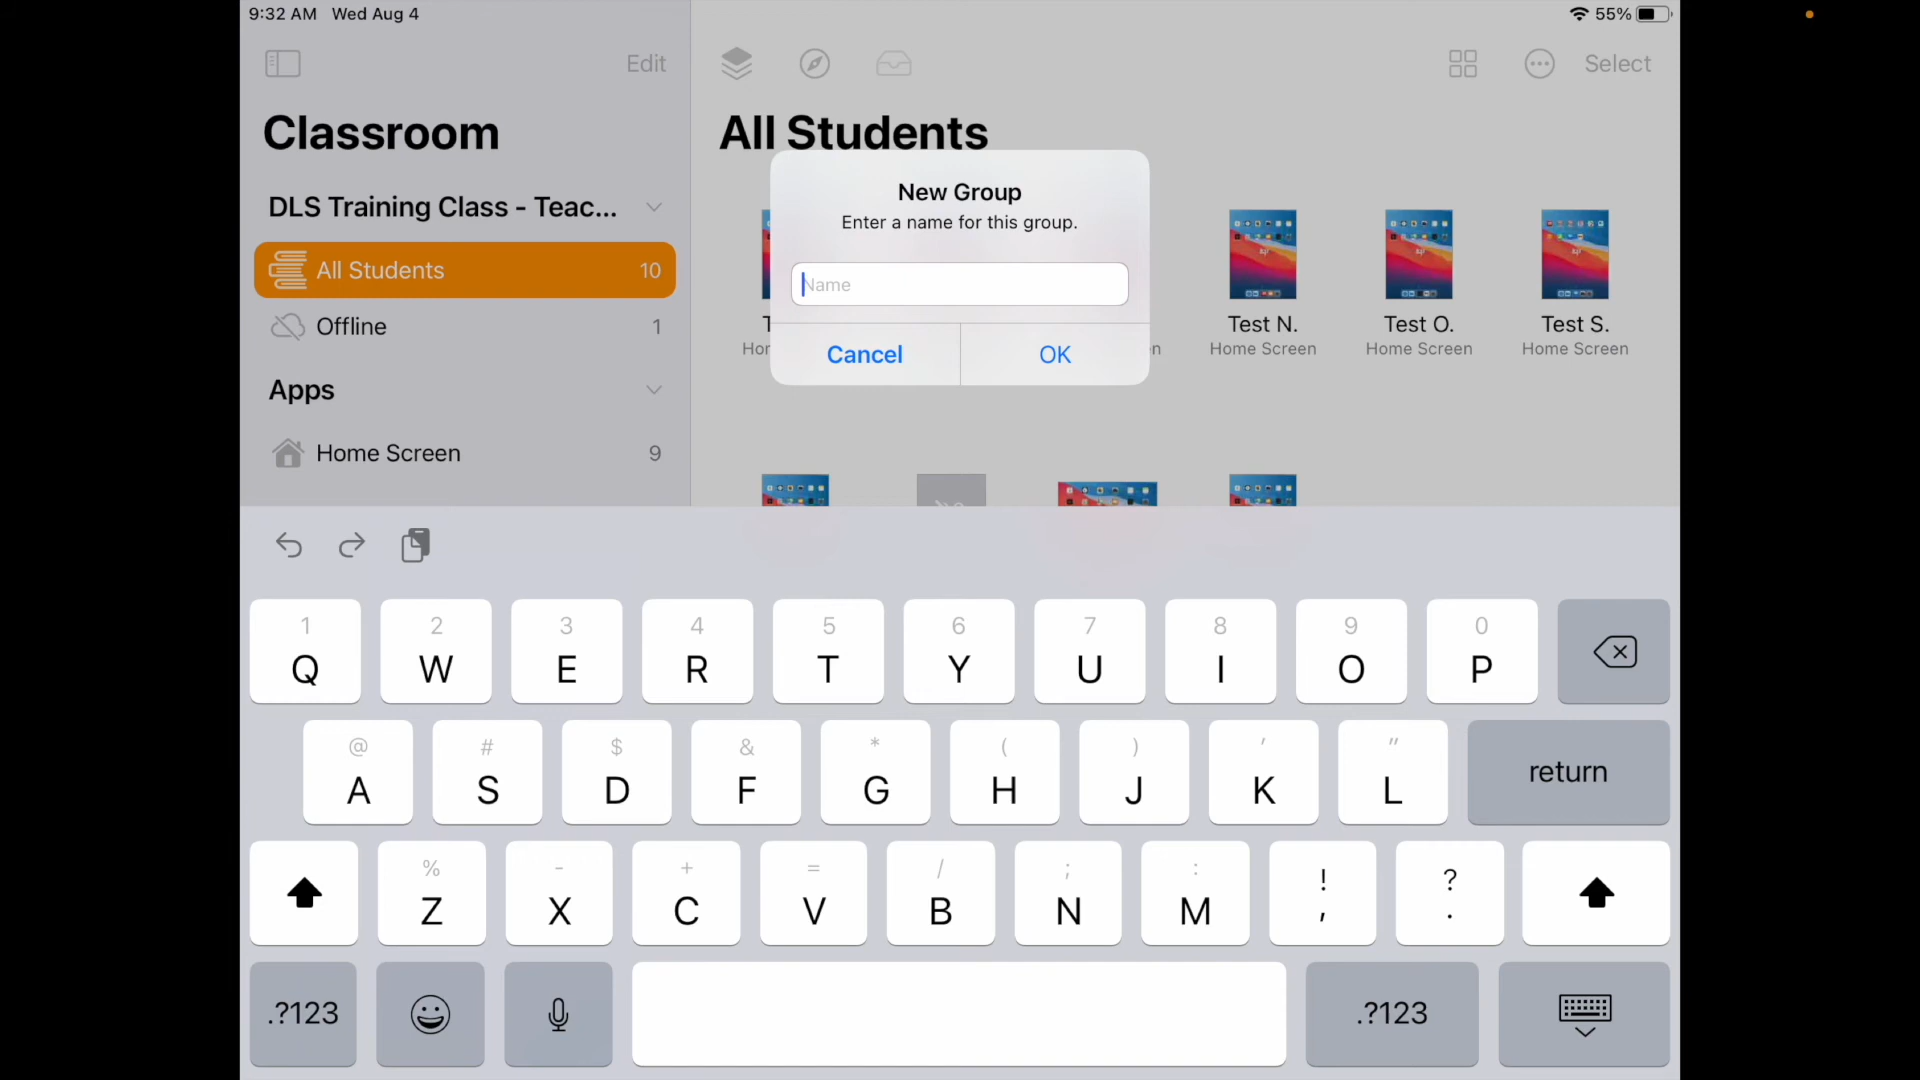 9:32 AM Wed Aug 4
55%
Edit
Select
Classroom
DLS Training Class - Teac...
All Students 10
Offline 1
Apps
Home Screen 9
All Students
New Group
Enter a name for this group.
Name
Cancel OK
Test N.
Home Screen
Test O.
Home Screen
Test S.
Home Screen
1 2 3 4 5 6 7 8 9 0
Q W E R T Y U I O P
@ # $ & * ( ) ' "
A S D F G H J K L return
% - + = / ; : ! ?
Z X C V B N M , .
.?123 .?123